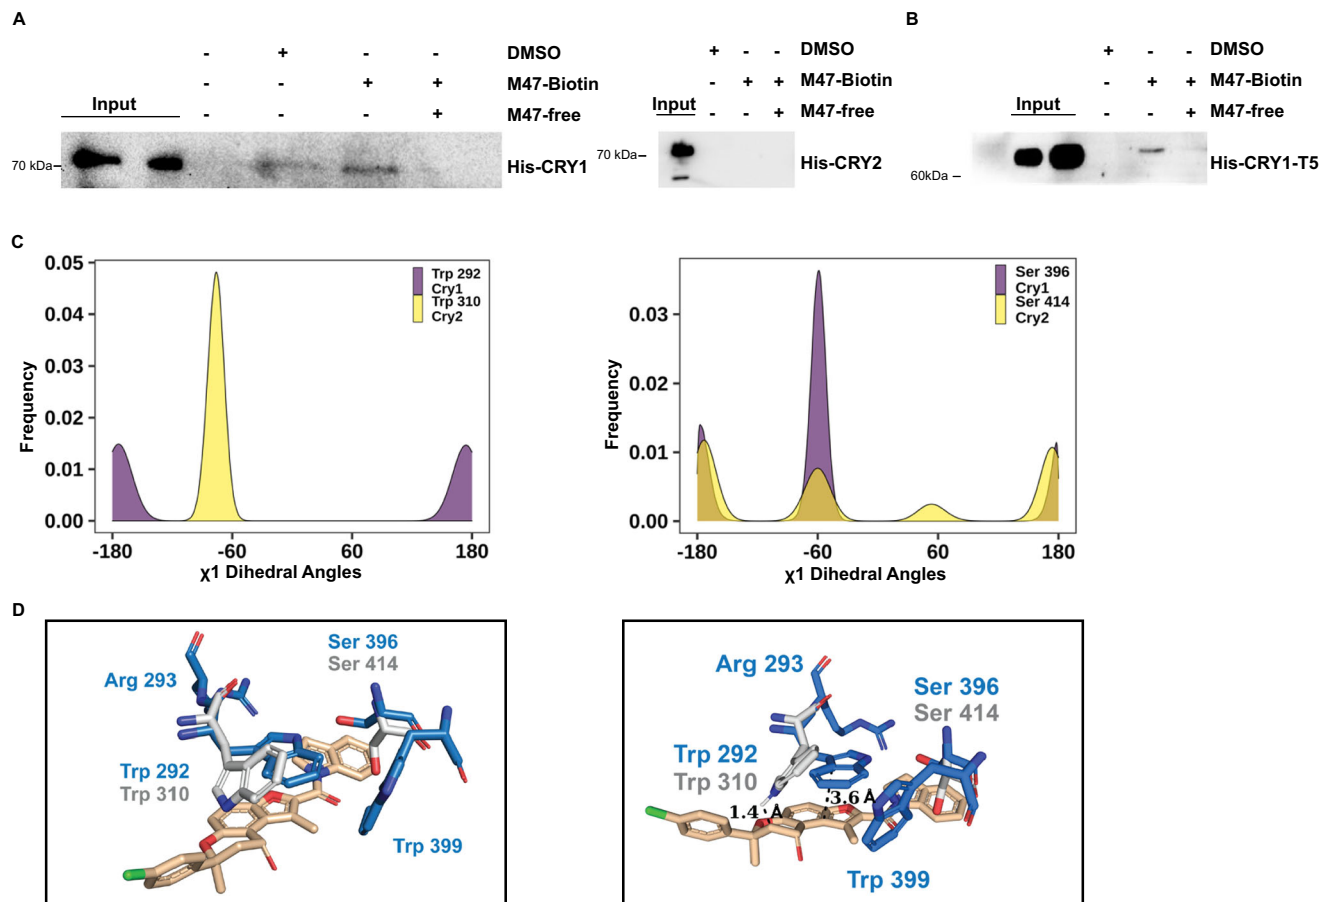 A
- + - - DMSO
- - + + M47-Biotin
Input
- - - + M47-free
70 kDa
His-CRY1
+ - - DMSO
- + + M47-Biotin
Input
- - + M47-free
70 kDa
His-CRY2
B
+ - - DMSO
- + + M47-Biotin
Input
- - + M47-free
60kDa
His-CRY1-T5
C
Frequency
0.05
0.04
0.03
0.02
0.01
0.00
-180 -60 60 180
χ1 Dihedral Angles
Trp 292
Cry1
Trp 310
Cry2
Frequency
0.03
0.02
0.01
0.00
-180 -60 60 180
χ1 Dihedral Angles
Ser 396
Cry1
Ser 414
Cry2
D
Ser 396
Ser 414
Arg 293
Trp 292
Trp 310
Trp 399
Arg 293
Ser 396
Ser 414
Trp 292
Trp 310
3.6 Å
1.4 Å
Trp 399